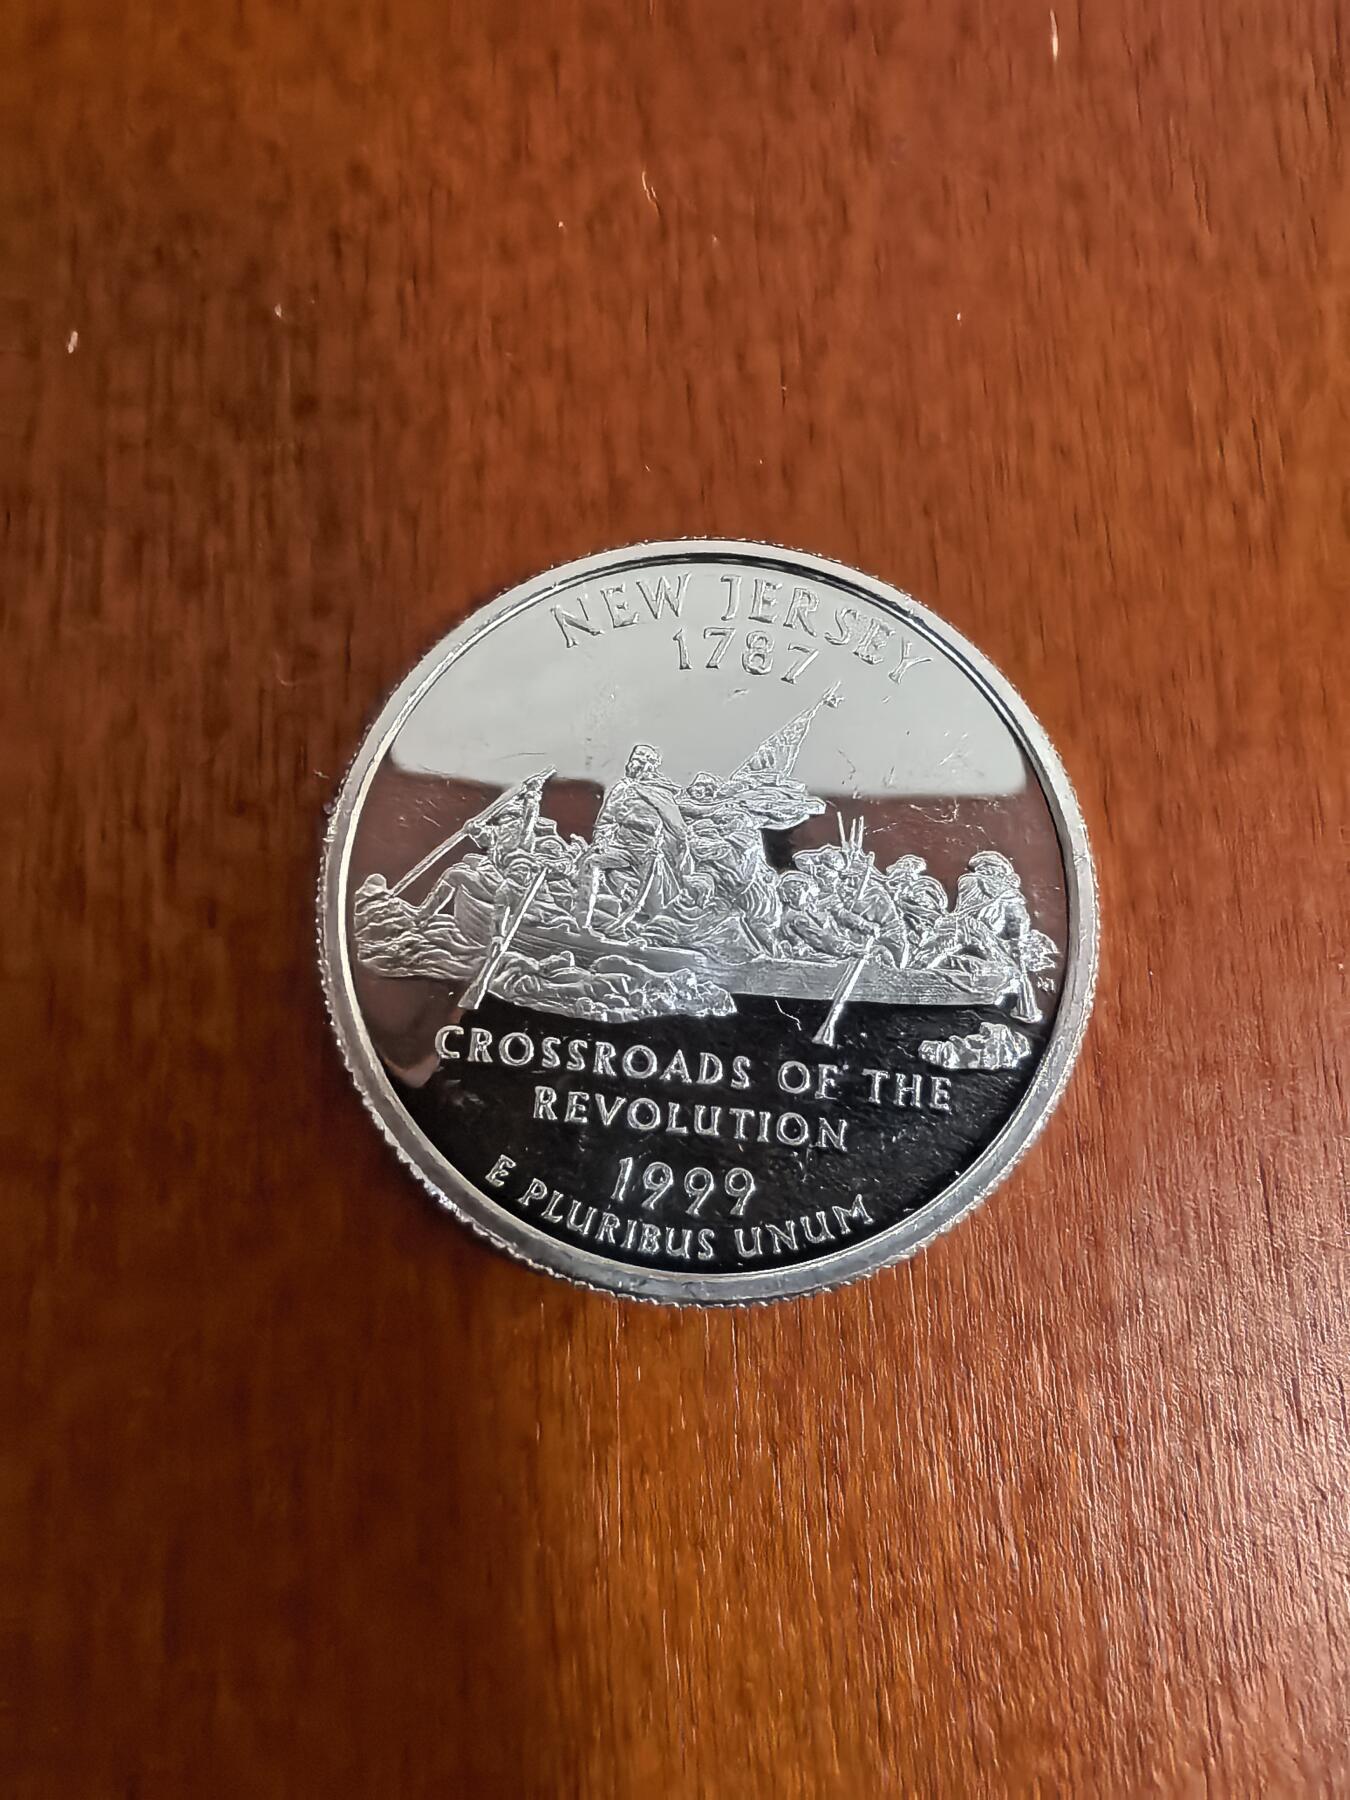 NEW JERSEY
1787
CROSSROADS OF THE
REVOLUTION
1999
E PLURIBUS UNUM